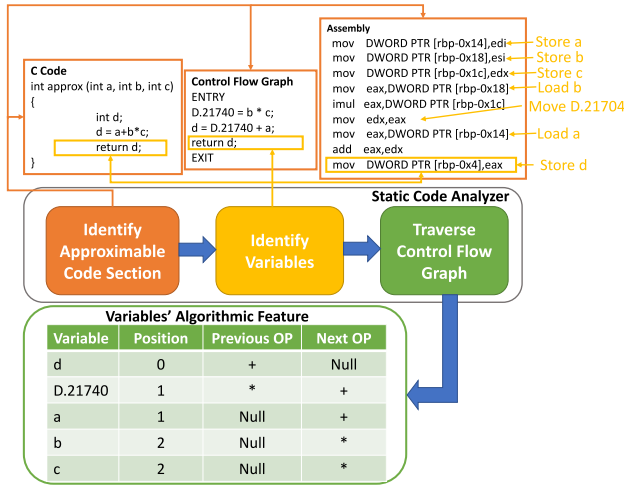 C Code
int approx (int a, int b, int c)
{
int d;
d = a+b*c;
return d;
}
Control Flow Graph
ENTRY
D.21740 = b * c;
d = D.21740 + a;
return d;
EXIT
Assembly
mov DWORD PTR [rbp-0x14],edi
mov DWORD PTR [rbp-0x18],esi
mov DWORD PTR [rbp-0x1c],edx
mov eax,DWORD PTR [rbp-0x18]
imul eax,DWORD PTR [rbp-0x1c]
mov edx,eax
mov eax,DWORD PTR [rbp-0x14]
add eax,edx
mov DWORD PTR [rbp-0x4],eax
Store a
Store b
Store c
Load b
Move D.21704
Load a
Store d
Static Code Analyzer
Identify
Approximable
Code Section
Identify
Variables
Traverse
Control Flow
Graph
Variables' Algorithmic Feature
Variable Position Previous OP Next OP
d 0 + Null
D.21740 1 * +
a 1 Null +
b 2 Null *
c 2 Null *